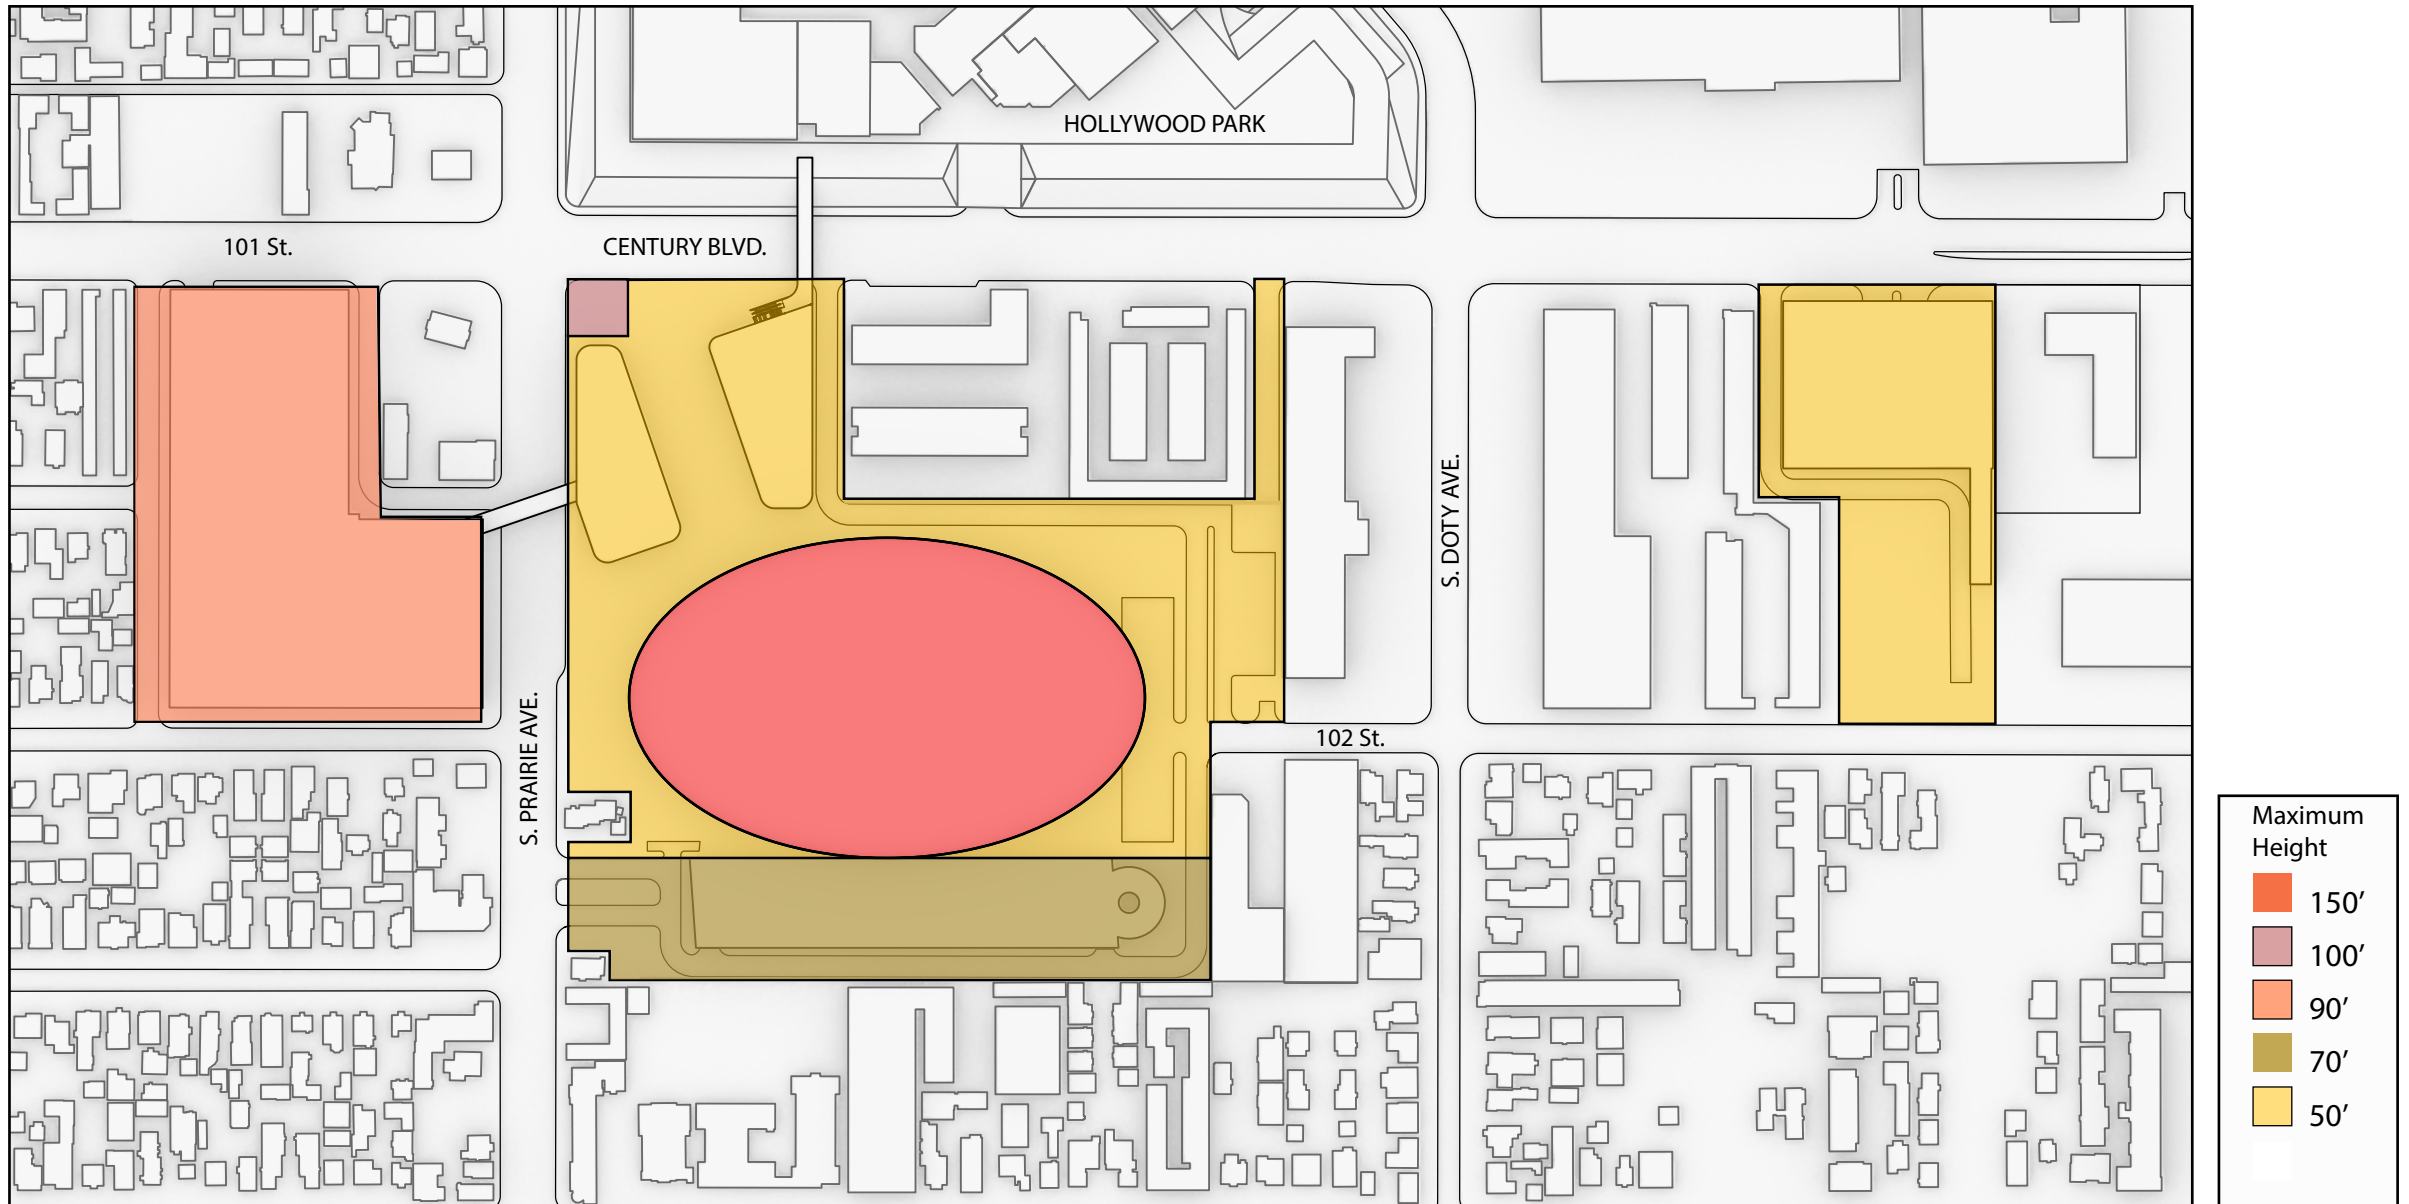 HOLLYWOOD PARK
101 St.
CENTURY BLVD.
S. DOTY AVE.
S. PRAIRIE AVE.
102 St.
Maximum
Height
150’
100’
90’
70’
50’